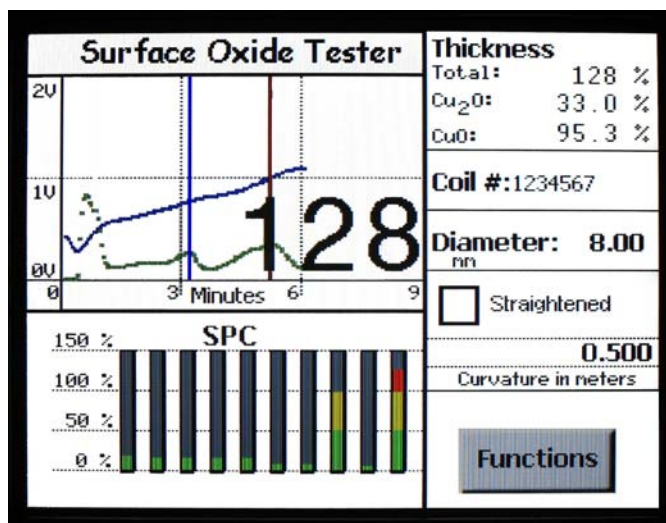 Surface Oxide Tester
2V
1V
0V
0 3 Minutes 6 9
128
SPC
150 %
100 %
50 %
0 %
Thickness
Total: 128 %
Cu₂O: 33.0 %
CuO: 95.3 %
Coil #:1234567
Diameter: 8.00
mm
Straightened
0.500
Curvature in meters
Functions